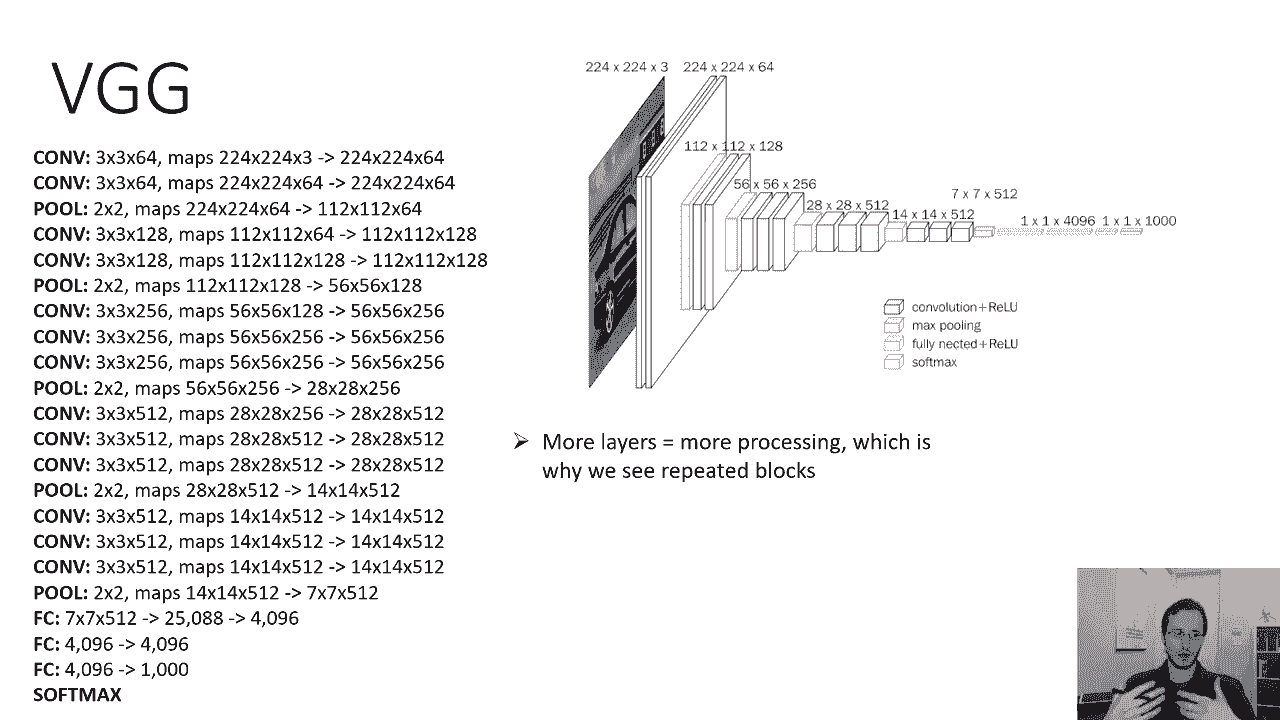 VGG
CONV: 3x3x64, maps 224x224x3 -> 224x224x64
CONV: 3x3x64, maps 224x224x64 -> 224x224x64
POOL: 2x2, maps 224x224x64 -> 112x112x64
CONV: 3x3x128, maps 112x112x64 -> 112x112x128
CONV: 3x3x128, maps 112x112x128 -> 112x112x128
POOL: 2x2, maps 112x112x128 -> 56x56x128
CONV: 3x3x256, maps 56x56x128 -> 56x56x256
CONV: 3x3x256, maps 56x56x256 -> 56x56x256
CONV: 3x3x256, maps 56x56x256 -> 56x56x256
POOL: 2x2, maps 56x56x256 -> 28x28x256
CONV: 3x3x512, maps 28x28x256 -> 28x28x512
CONV: 3x3x512, maps 28x28x512 -> 28x28x512
CONV: 3x3x512, maps 28x28x512 -> 28x28x512
POOL: 2x2, maps 28x28x512 -> 14x14x512
CONV: 3x3x512, maps 14x14x512 -> 14x14x512
CONV: 3x3x512, maps 14x14x512 -> 14x14x512
CONV: 3x3x512, maps 14x14x512 -> 14x14x512
POOL: 2x2, maps 14x14x512 -> 7x7x512
FC: 7x7x512 -> 25,088 -> 4,096
FC: 4,096 -> 4,096
FC: 4,096 -> 1,000
SOFTMAX
224 x 224 x 3
224 x 224 x 64
112 x 112 x 128
56 x 56 x 256
28 x 28 x 512
14 x 14 x 512
7 x 7 x 512
1 x 1 x 4096
1 x 1 x 1000
convolution+ReLU
max pooling
fully nected+ReLU
softmax
➢ More layers = more processing, which is
why we see repeated blocks